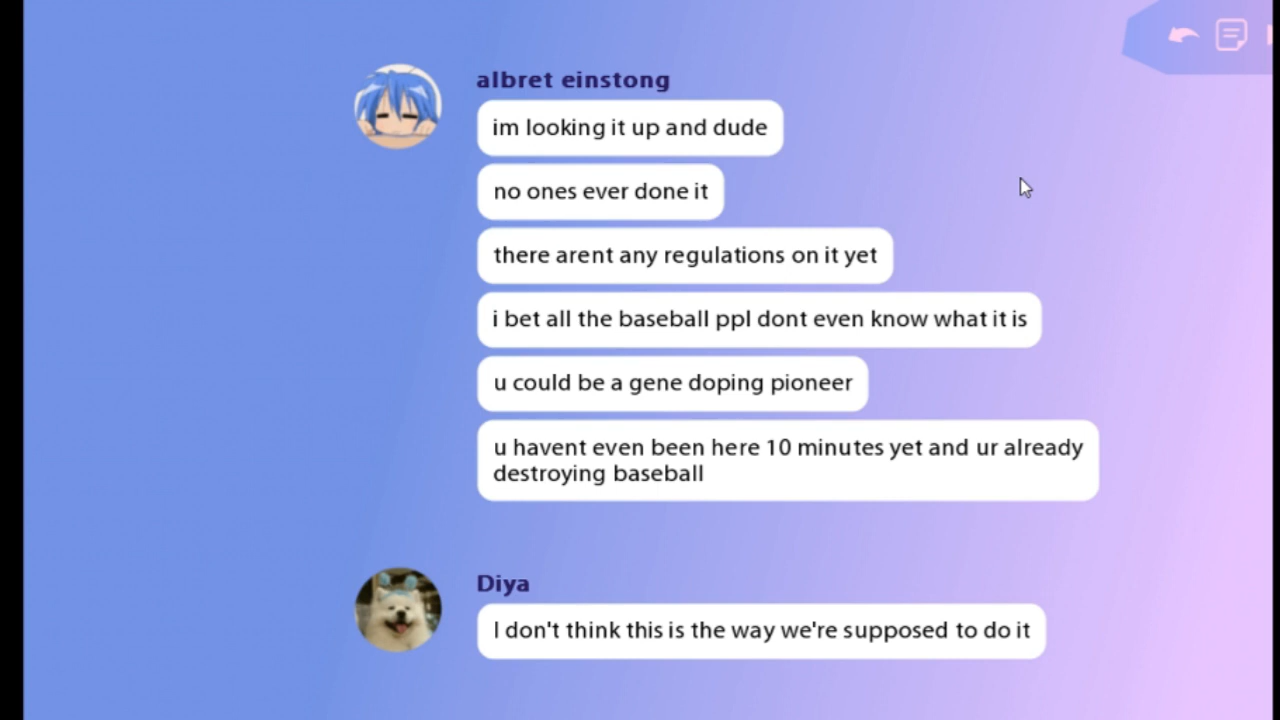 albret einstong
im looking it up and dude
no ones ever done it
there arent any regulations on it yet
i bet all the baseball ppl dont even know what it is
u could be a gene doping pioneer
u havent even been here 10 minutes yet and ur already
destroying baseball
Diya
I don't think this is the way we're supposed to do it